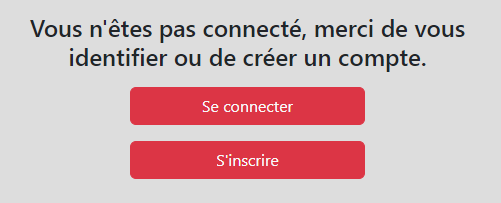 Vous n'êtes pas connecté, merci de vous
identifier ou de créer un compte.
Se connecter
S'inscrire